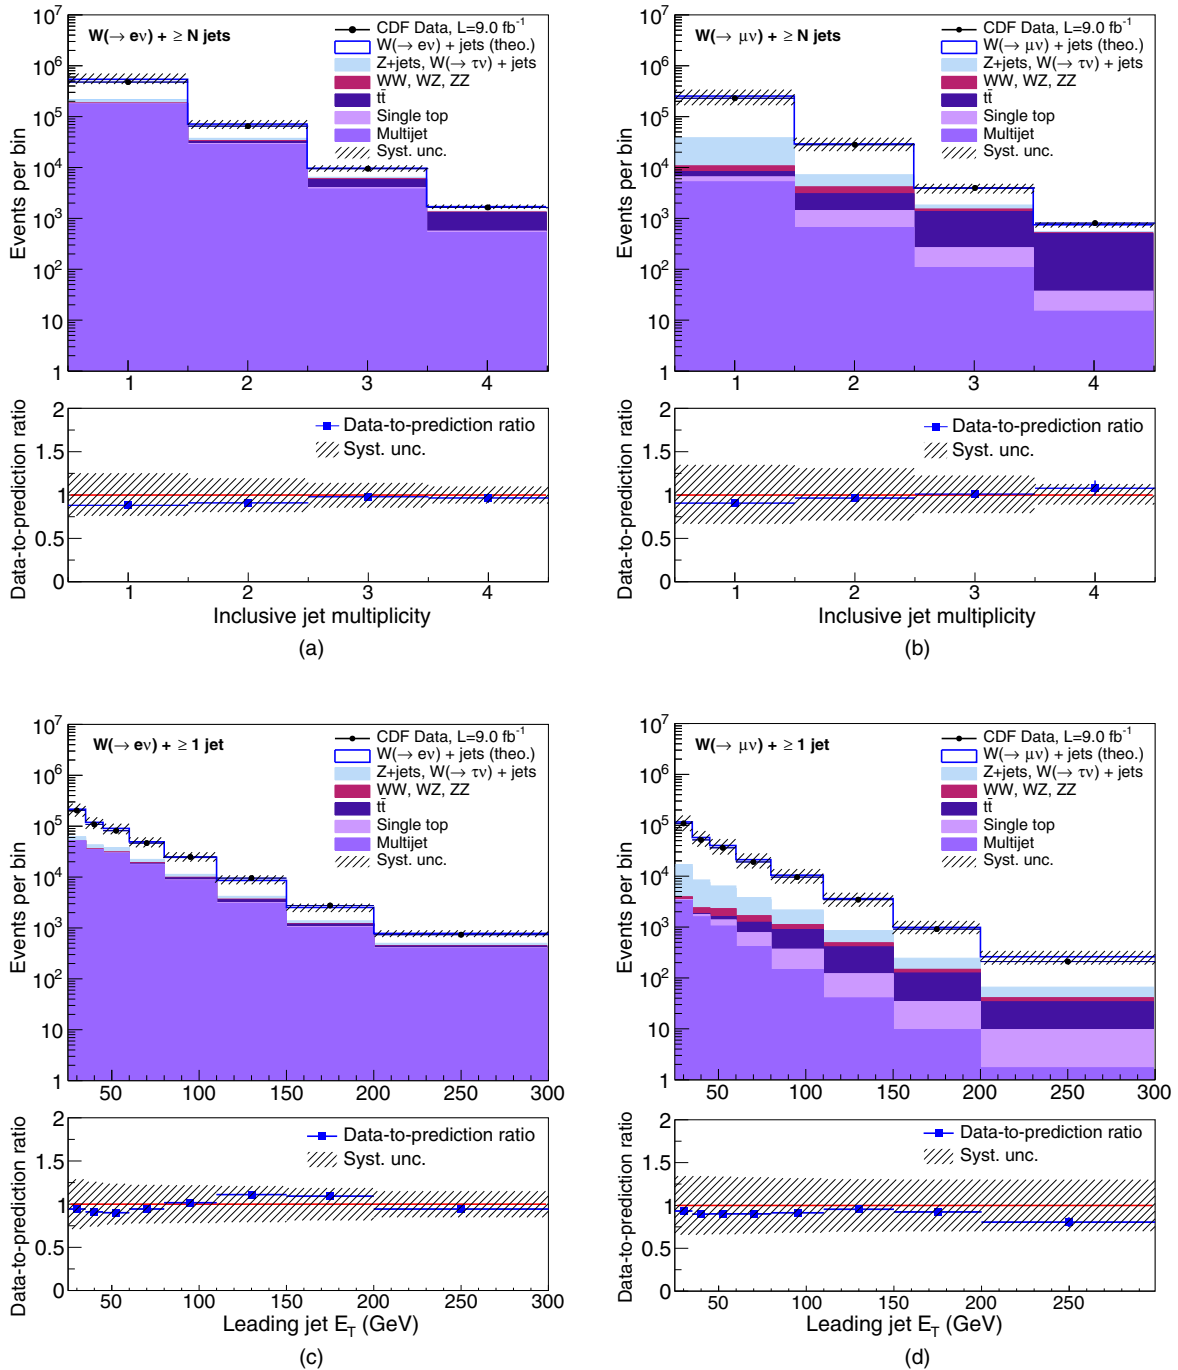 W(→ eν) + ≥ N jets
CDF Data, L=9.0 fb⁻¹
W(→ eν) + jets (theo.)
Z+jets, W(→ τν) + jets
WW, WZ, ZZ
tt̄
Single top
Multijet
Syst. unc.
Events per bin
10⁷
10⁶
10⁵
10⁴
10³
10²
10
1
1 2 3 4
Data-to-prediction ratio
Syst. unc.
Data-to-prediction ratio
2
1.5
1
0.5
0
1 2 3 4
Inclusive jet multiplicity
(a)
W(→ μν) + ≥ N jets
CDF Data, L=9.0 fb⁻¹
W(→ μν) + jets (theo.)
Z+jets, W(→ τν) + jets
WW, WZ, ZZ
tt̄
Single top
Multijet
Syst. unc.
Events per bin
10⁷
10⁶
10⁵
10⁴
10³
10²
10
1
1 2 3 4
Data-to-prediction ratio
Syst. unc.
Data-to-prediction ratio
2
1.5
1
0.5
0
1 2 3 4
Inclusive jet multiplicity
(b)
W(→ eν) + ≥ 1 jet
CDF Data, L=9.0 fb⁻¹
W(→ eν) + jets (theo.)
Z+jets, W(→ τν) + jets
WW, WZ, ZZ
tt̄
Single top
Multijet
Syst. unc.
Events per bin
10⁷
10⁶
10⁵
10⁴
10³
10²
10
1
50 100 150 200 250 300
Data-to-prediction ratio
Syst. unc.
Data-to-prediction ratio
2
1.5
1
0.5
0
50 100 150 200 250 300
Leading jet E_T (GeV)
(c)
W(→ μν) + ≥ 1 jet
CDF Data, L=9.0 fb⁻¹
W(→ μν) + jets (theo.)
Z+jets, W(→ τν) + jets
WW, WZ, ZZ
tt̄
Single top
Multijet
Syst. unc.
Events per bin
10⁷
10⁶
10⁵
10⁴
10³
10²
10
1
50 100 150 200 250 300
Data-to-prediction ratio
Syst. unc.
Data-to-prediction ratio
2
1.5
1
0.5
0
50 100 150 200 250
Leading jet E_T (GeV)
(d)